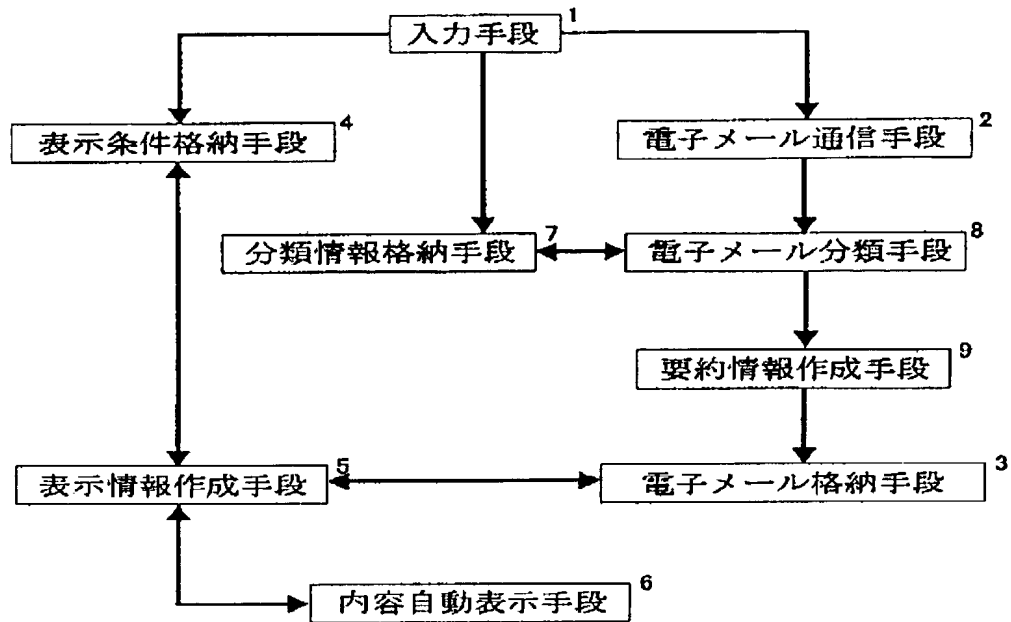 入力手段 1
表示条件格納手段 4
電子メール通信手段 2
分類情報格納手段 7
電子メール分類手段 8
要約情報作成手段 9
表示情報作成手段 5
電子メール格納手段 3
内容自動表示手段 6